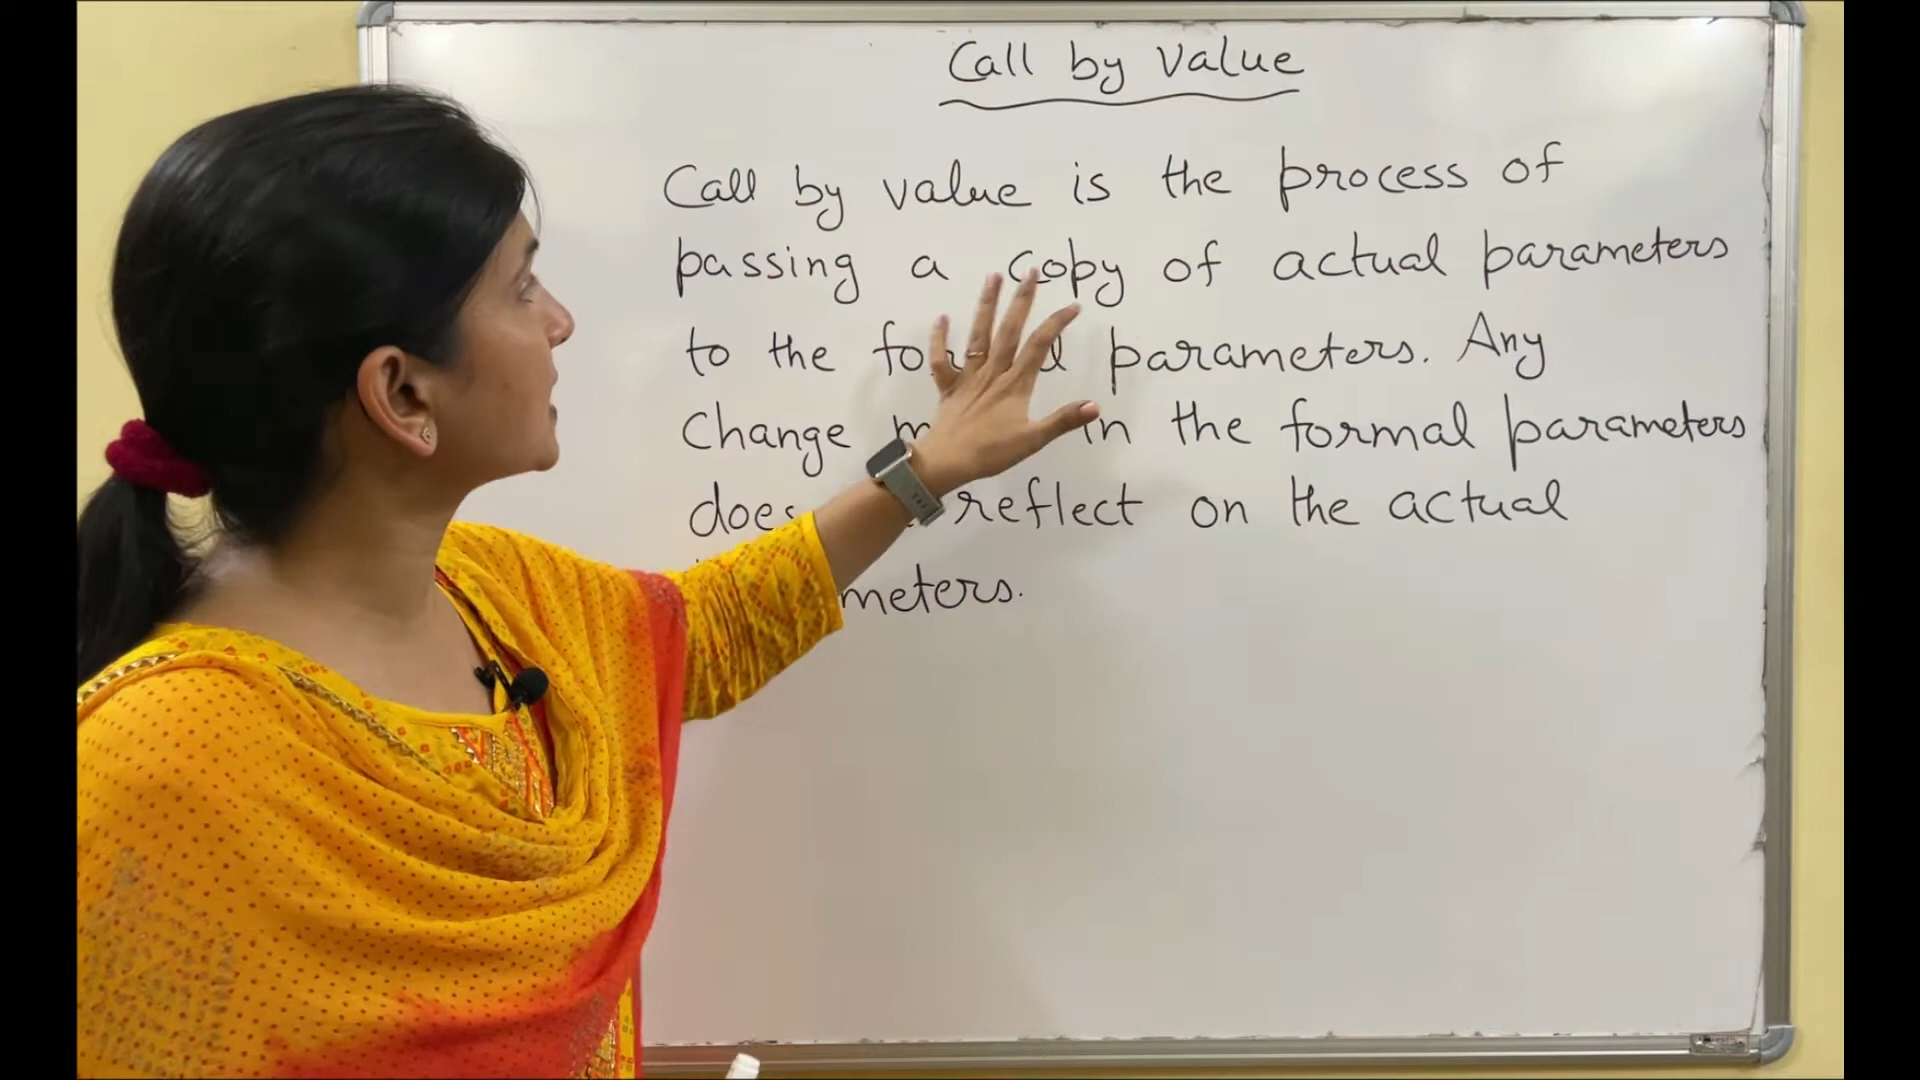 Call by Value
Call by value is the process of
passing a copy of actual parameters
to the parameters. Any
Change in the formal parameters
does reflect on the actual
meters.